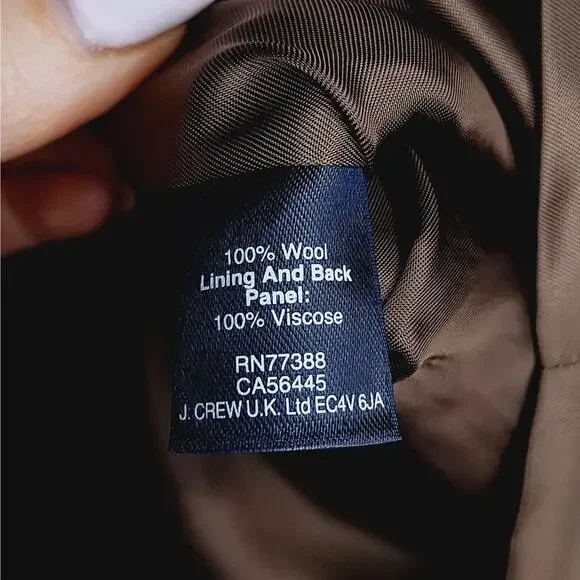 100% Wool
Lining And Back
Panel:
100% Viscose
RN77388
CA56445
J. CREW U.K. Ltd EC4V 6JA